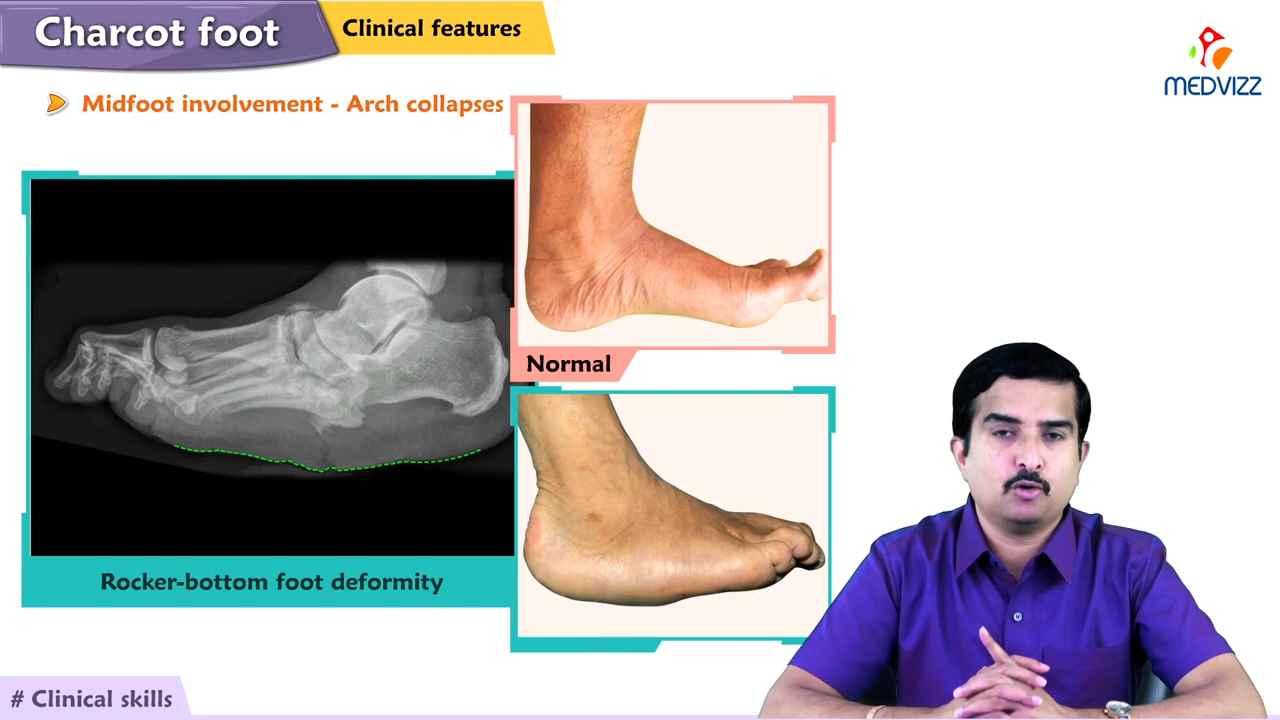 Charcot foot
Clinical features
MEDVIZZ
Midfoot involvement - Arch collapses
Normal
Rocker-bottom foot deformity
# Clinical skills